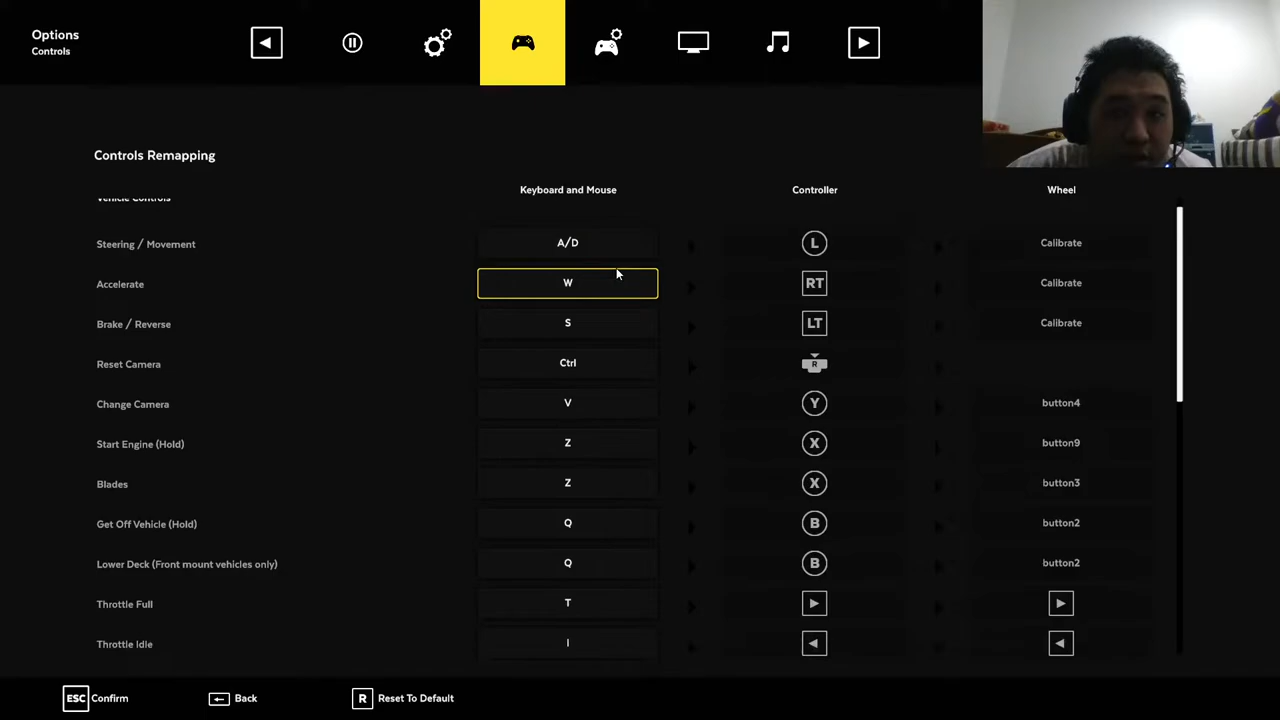 Options
Controls
Controls Remapping
Keyboard and Mouse Controller Wheel
Vehicle Controls
Steering / Movement A/D L Calibrate
Accelerate W RT Calibrate
Brake / Reverse S LT Calibrate
Reset Camera Ctrl R
Change Camera V Y button4
Start Engine (Hold) Z X button9
Blades Z X button3
Get Off Vehicle (Hold) Q B button2
Lower Deck (Front mount vehicles only) Q B button2
Throttle Full T
Throttle Idle I
ESC Confirm Back R Reset To Default